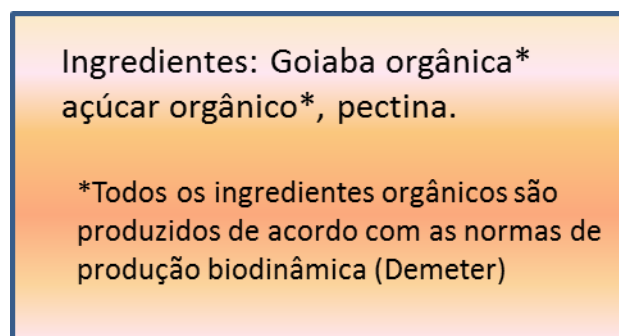 Ingredientes: Goiaba orgânica*
açúcar orgânico*, pectina.
*Todos os ingredientes orgânicos são
produzidos de acordo com as normas de
produção biodinâmica (Demeter)